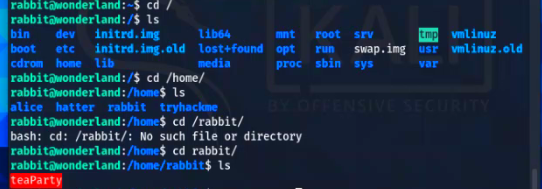 rabbit@wonderland:~$ cd /
rabbit@wonderland:/$ ls
bin dev initrd.img lib64 mnt root srv tmp vmlinuz
boot etc initrd.img.old lost+found opt run swap.img usr vmlinuz.old
cdrom home lib media proc sbin sys var
rabbit@wonderland:/$ cd /home/
rabbit@wonderland:/home$ ls
alice hatter rabbit tryhackme
rabbit@wonderland:/home$ cd /rabbit/
bash: cd: /rabbit/: No such file or directory
rabbit@wonderland:/home$ cd rabbit/
rabbit@wonderland:/home/rabbit$ ls
teaParty
KALI
BY OFFENSIVE SECURITY